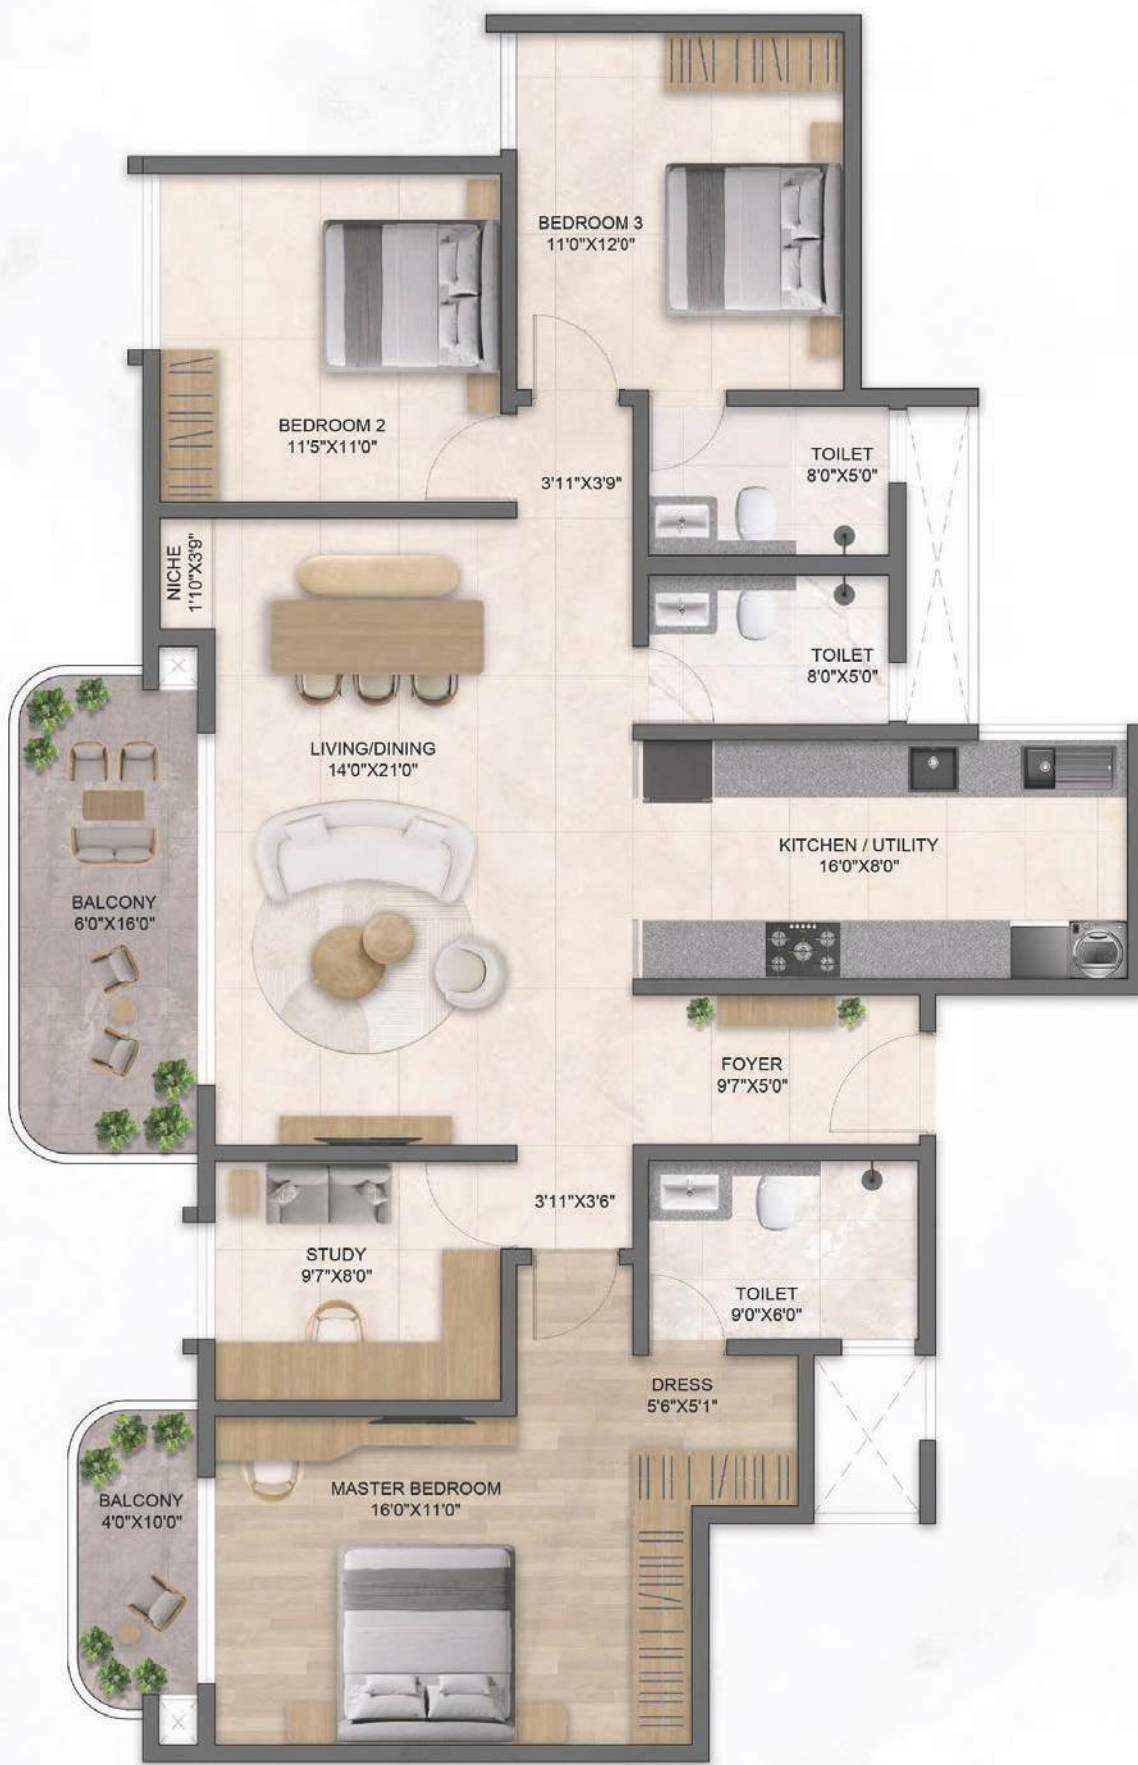 BEDROOM 3
11'0"X12'0"
BEDROOM 2
11'5"X11'0"
TOILET
8'0"X5'0"
3'11"X3'9"
NICHE
1'10"X3'9"
TOILET
8'0"X5'0"
LIVING/DINING
14'0"X21'0"
KITCHEN / UTILITY
16'0"X8'0"
BALCONY
6'0"X16'0"
FOYER
9'7"X5'0"
3'11"X3'6"
STUDY
9'7"X8'0"
TOILET
9'0"X6'0"
DRESS
5'6"X5'1"
MASTER BEDROOM
16'0"X11'0"
BALCONY
4'0"X10'0"